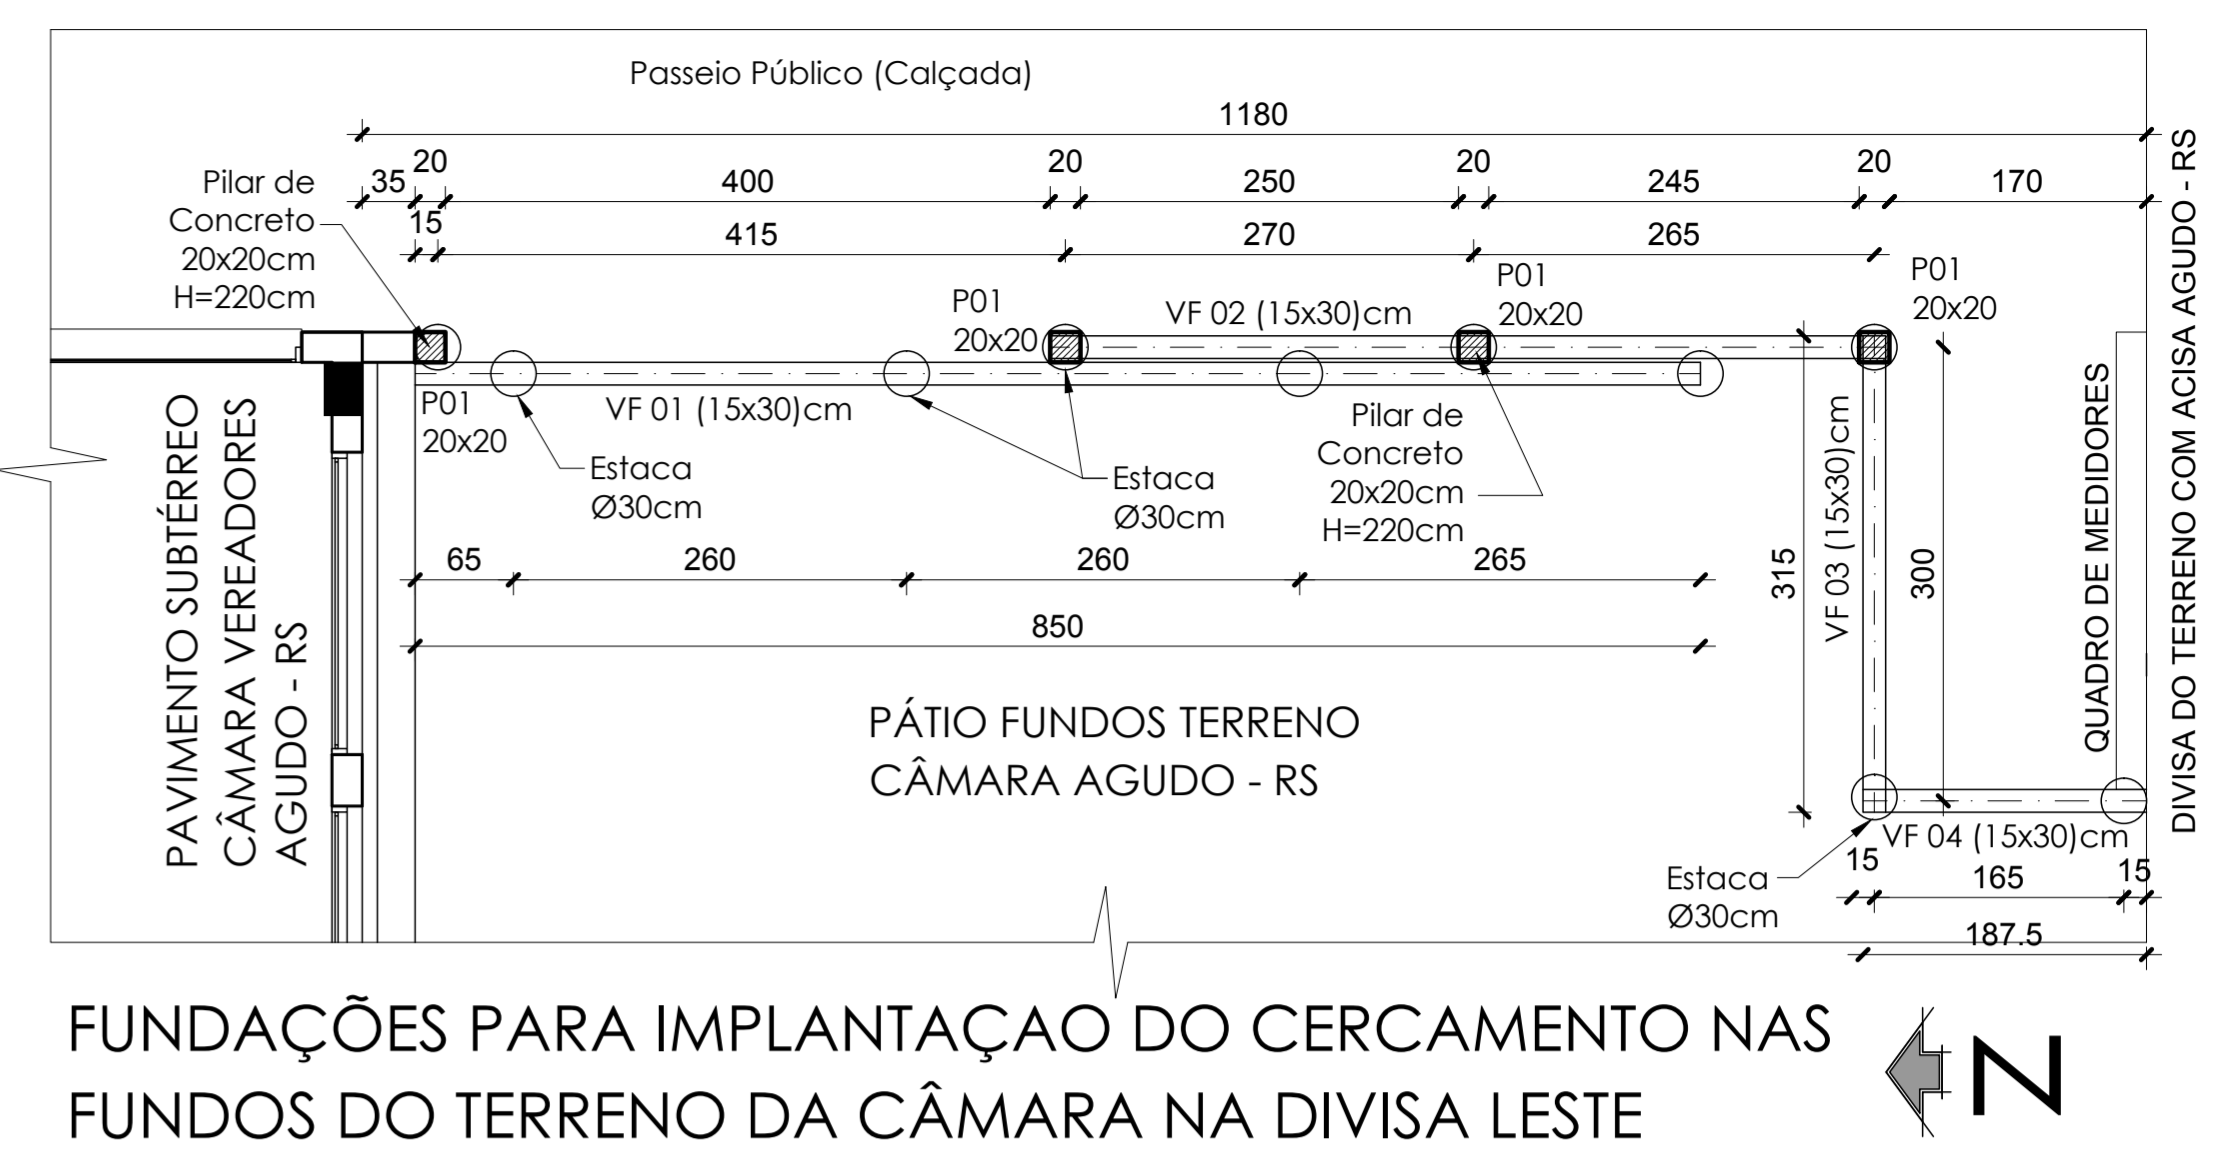 Passeio Público (Calçada)
1180
20
20
20
20
35
400
250
245
170
15
415
270
265
Pilar de
Concreto
20x20cm
H=220cm
P01
20x20
VF 02 (15x30)cm
P01
20x20
P01
20x20
P01
20x20
VF 01 (15x30)cm
Estaca
Ø30cm
Estaca
Ø30cm
Pilar de
Concreto
20x20cm
H=220cm
65
260
260
265
850
315
VF 03 (15x30)cm
300
QUADRO DE MEDIDORES
DIVISA DO TERRENO COM ACISA AGUDO - RS
PAVIMENTO SUBTÉRREO
CÂMARA VEREADORES
AGUDO - RS
PÁTIO FUNDOS TERRENO
CÂMARA AGUDO - RS
VF 04 (15x30)cm
Estaca
Ø30cm
15
165
15
187.5
FUNDAÇÕES PARA IMPLANTAÇAO DO CERCAMENTO NAS
FUNDOS DO TERRENO DA CÂMARA NA DIVISA LESTE
N